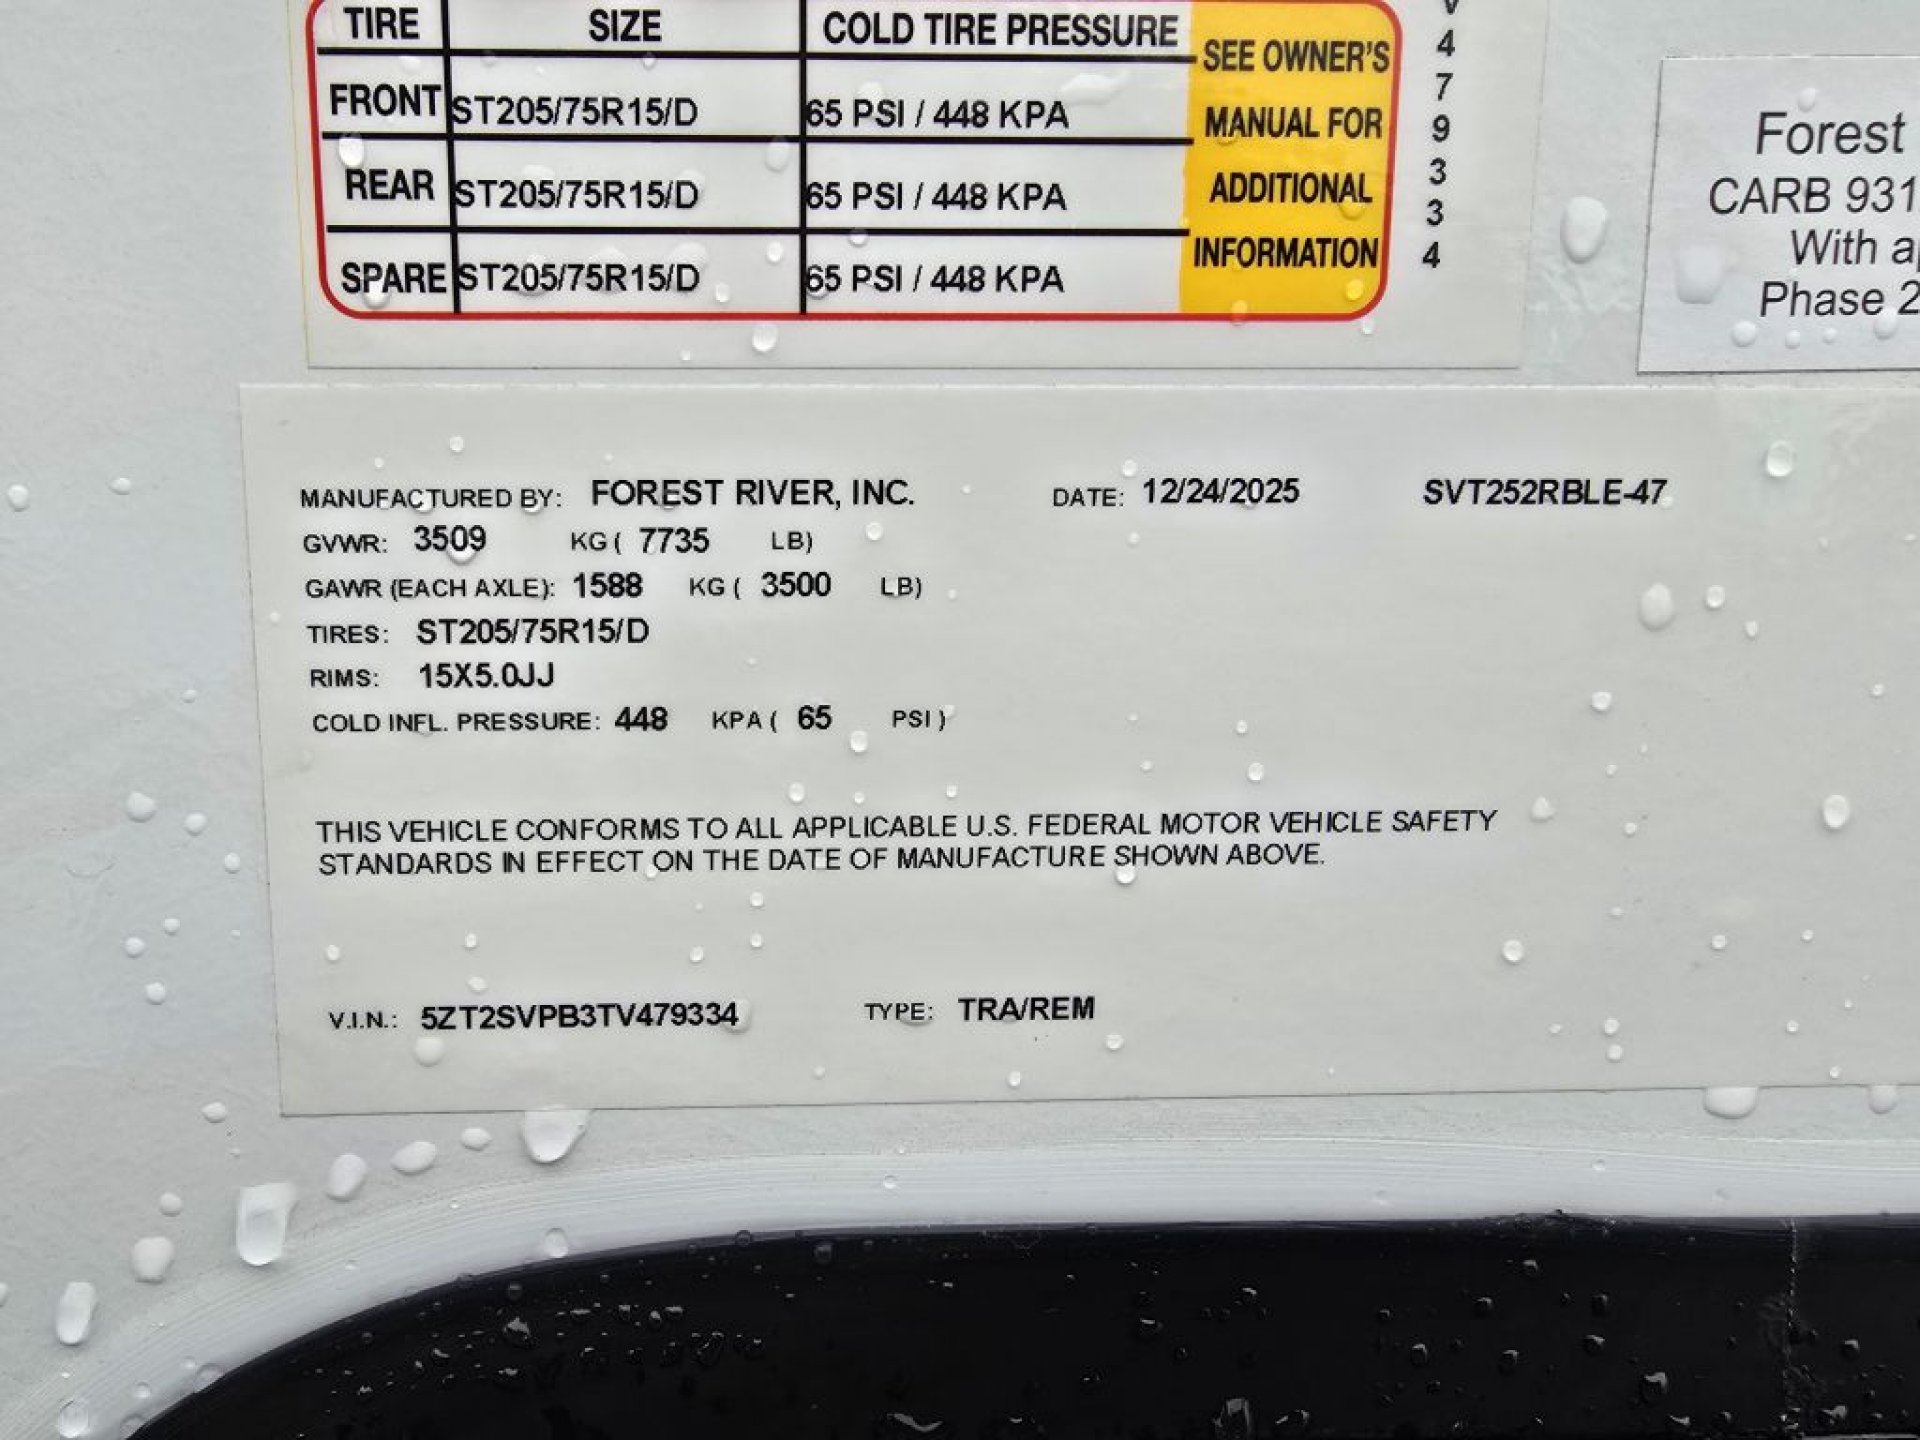 TIRE SIZE COLD TIRE PRESSURE SEE OWNER'S
FRONT ST205/75R15/D 65 PSI / 448 KPA MANUAL FOR
REAR ST205/75R15/D 65 PSI / 448 KPA ADDITIONAL
SPARE ST205/75R15/D 65 PSI / 448 KPA INFORMATION
V
4
7
9
3
3
4
Forest
CARB 931
With
Phase 2
MANUFACTURED BY: FOREST RIVER, INC. DATE: 12/24/2025 SVT252RBLE-47
GVWR: 3509 KG ( 7735 LB)
GAWR (EACH AXLE): 1588 KG ( 3500 LB)
TIRES: ST205/75R15/D
RIMS: 15X5.0JJ
COLD INFL. PRESSURE: 448 KPA ( 65 PSI )
THIS VEHICLE CONFORMS TO ALL APPLICABLE U.S. FEDERAL MOTOR VEHICLE SAFETY
STANDARDS IN EFFECT ON THE DATE OF MANUFACTURE SHOWN ABOVE.
V.I.N.: 5ZT2SVPB3TV479334 TYPE: TRA/REM